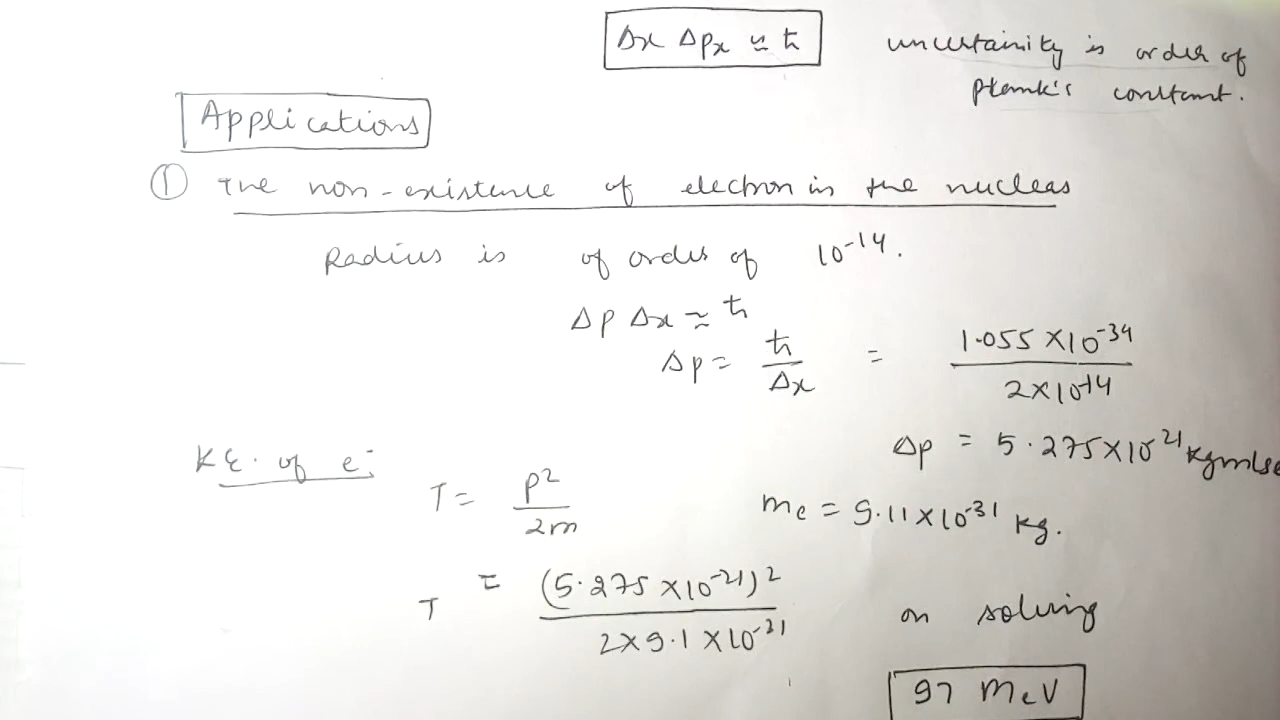 Δx Δpx ≃ ħ uncertainity is order of
plank's constant.
Applications
① The non-existence of electron in the nucleas
Radius is of order of 10^-14.
Δp Δx ≈ ħ
Δp = ħ/Δx = 1.055 × 10^-34 / 2×10^-14
Δp = 5.275 × 10^-21 kgm/se
K.E. of e:
T = p²/2m me = 9.11 × 10^-31 kg.
T = (5.275 × 10^-21)² / 2×9.1 × 10^-31 on solving
97 MeV